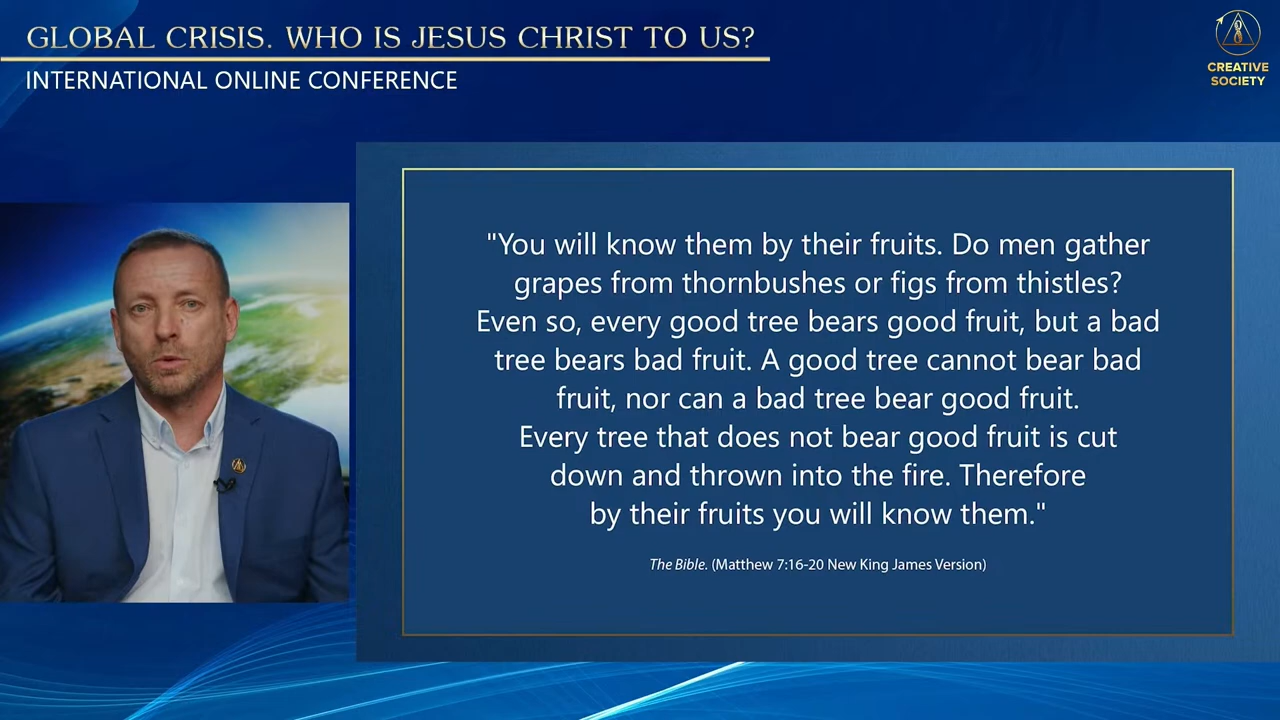 GLOBAL CRISIS. WHO IS JESUS CHRIST TO US?
INTERNATIONAL ONLINE CONFERENCE
CREATIVE
SOCIETY
"You will know them by their fruits. Do men gather
grapes from thornbushes or figs from thistles?
Even so, every good tree bears good fruit, but a bad
tree bears bad fruit. A good tree cannot bear bad
fruit, nor can a bad tree bear good fruit.
Every tree that does not bear good fruit is cut
down and thrown into the fire. Therefore
by their fruits you will know them."
The Bible. (Matthew 7:16-20 New King James Version)